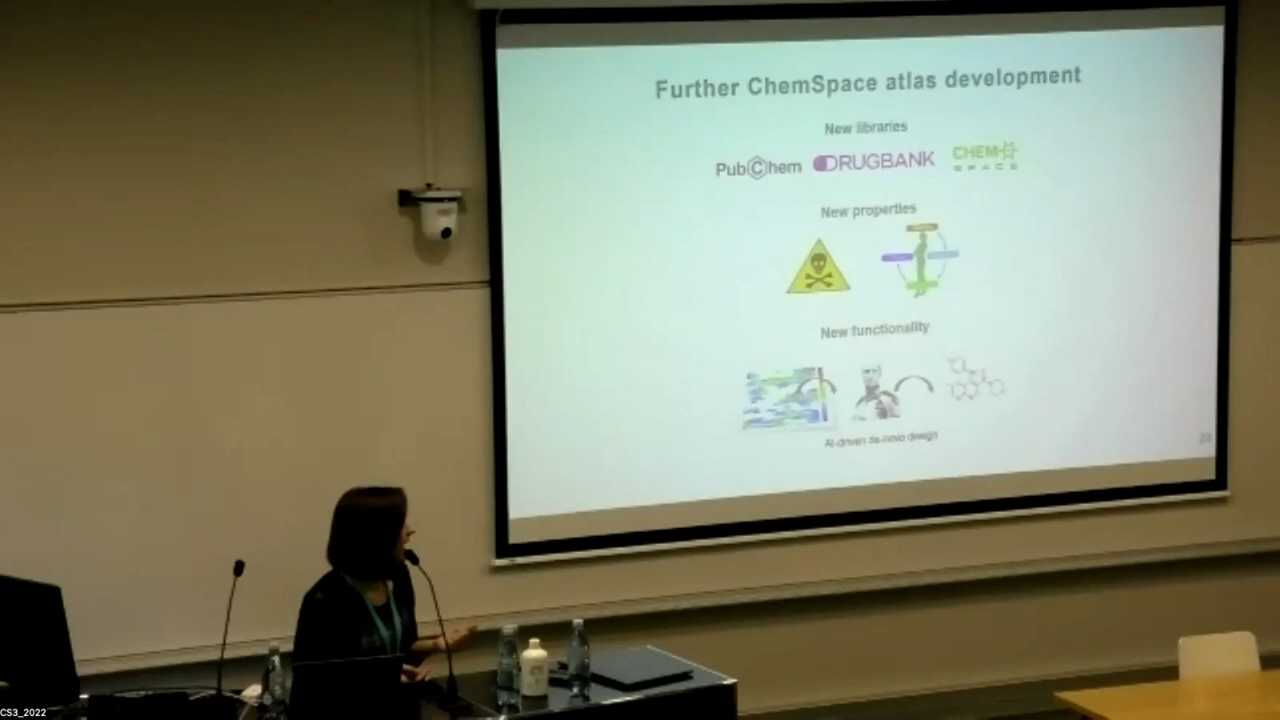 Further ChemSpace atlas development
New libraries
PubChem DRUGBANK CHEM SPACE
New properties
New functionality
AI-driven de-novo design
CS3_2022